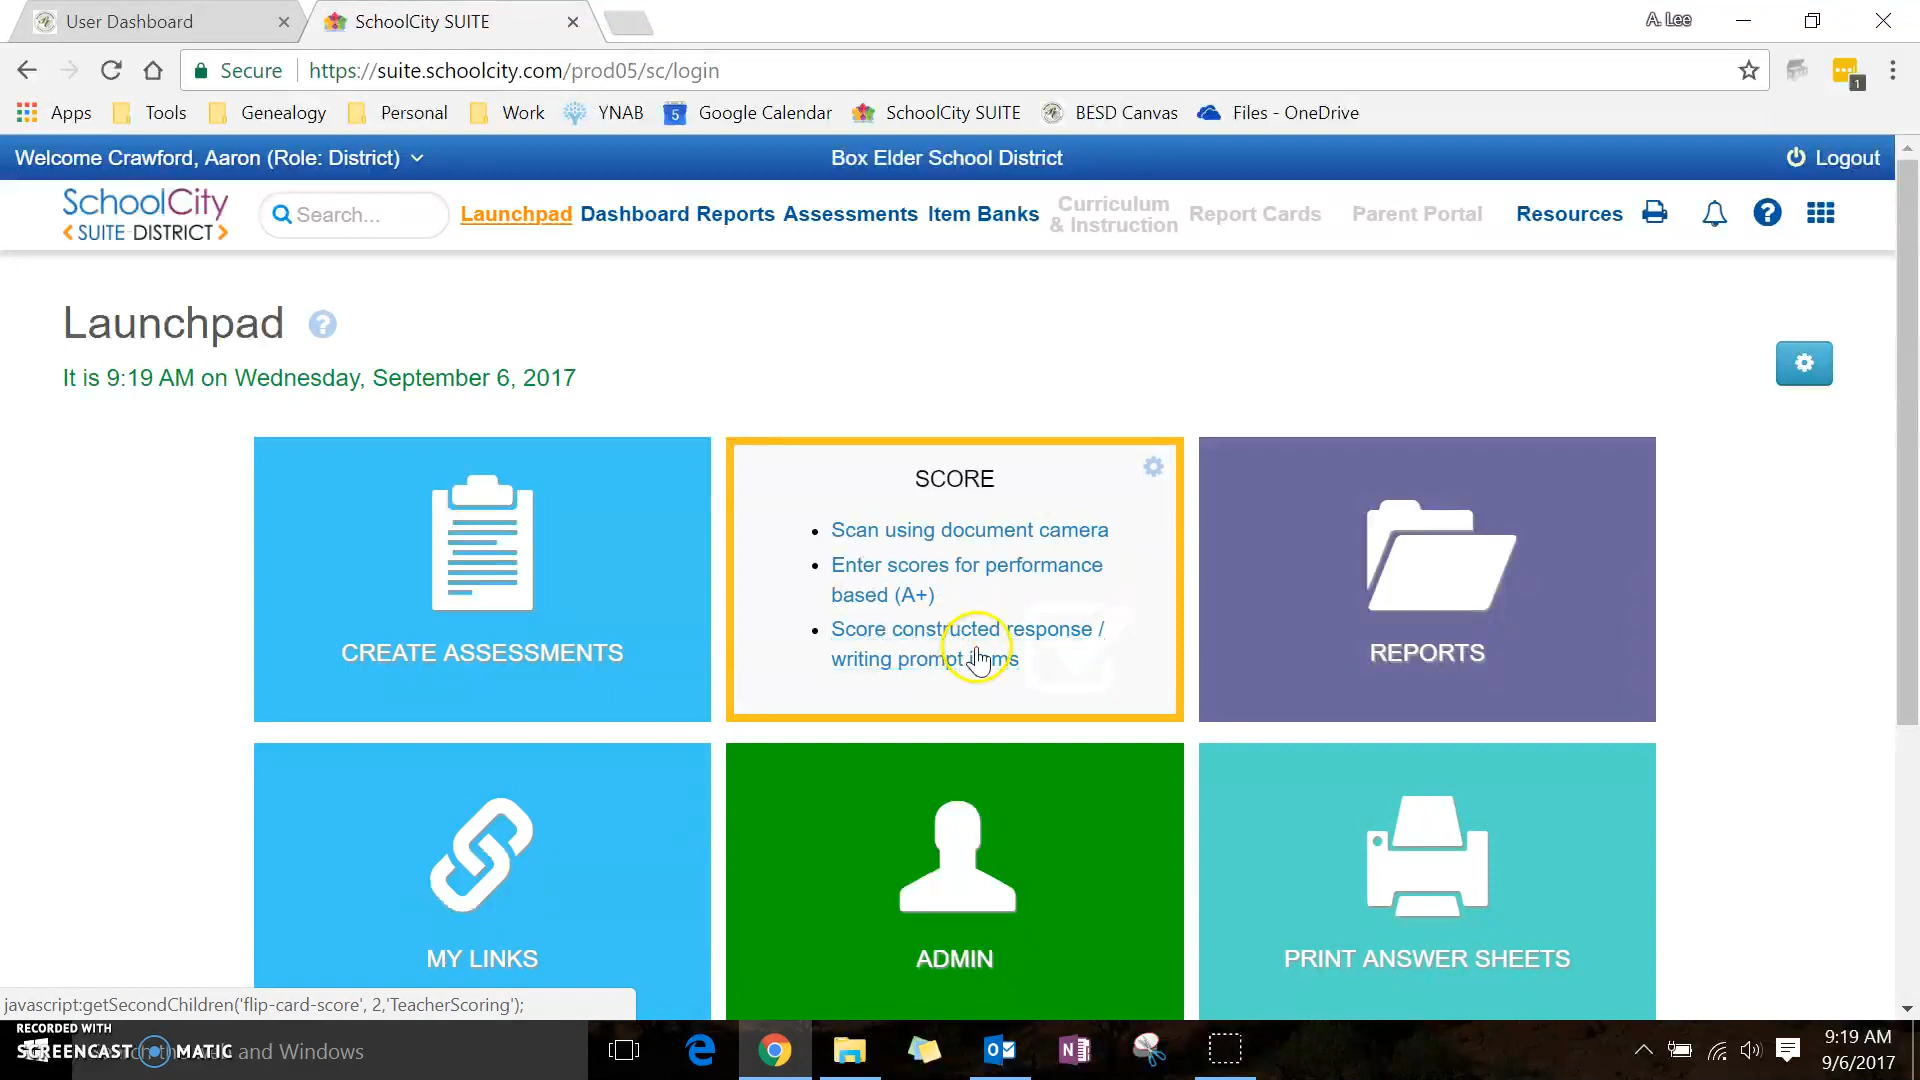 User Dashboard
SchoolCity SUITE
A. Lee
Secure
https://suite.schoolcity.com/prod05/sc/login
1
Apps
Tools
Genealogy
Personal
Work
YNAB
5
Google Calendar
SchoolCity SUITE
BESD Canvas
Files - OneDrive
Welcome Crawford, Aaron (Role: District)
Box Elder School District
Logout
SchoolCity
SUITE-DISTRICT
Search...
Launchpad
Dashboard
Reports
Assessments
Item Banks
Curriculum
& Instruction
Report Cards
Parent Portal
Resources
?
Launchpad
?
It is 9:19 AM on Wednesday, September 6, 2017
CREATE ASSESSMENTS
SCORE
Scan using document camera
Enter scores for performance
based (A+)
Score constructed response /
writing prompt items
REPORTS
MY LINKS
ADMIN
PRINT ANSWER SHEETS
javascript:getSecondChildren('flip-card-score', 2,'TeacherScoring');
RECORDED WITH
SCREENCAST MATIC
and Windows
9:19 AM
9/6/2017